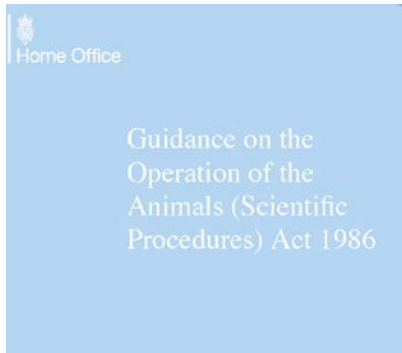 Home Office
Guidance on the
Operation of the
Animals (Scientific
Procedures) Act 1986